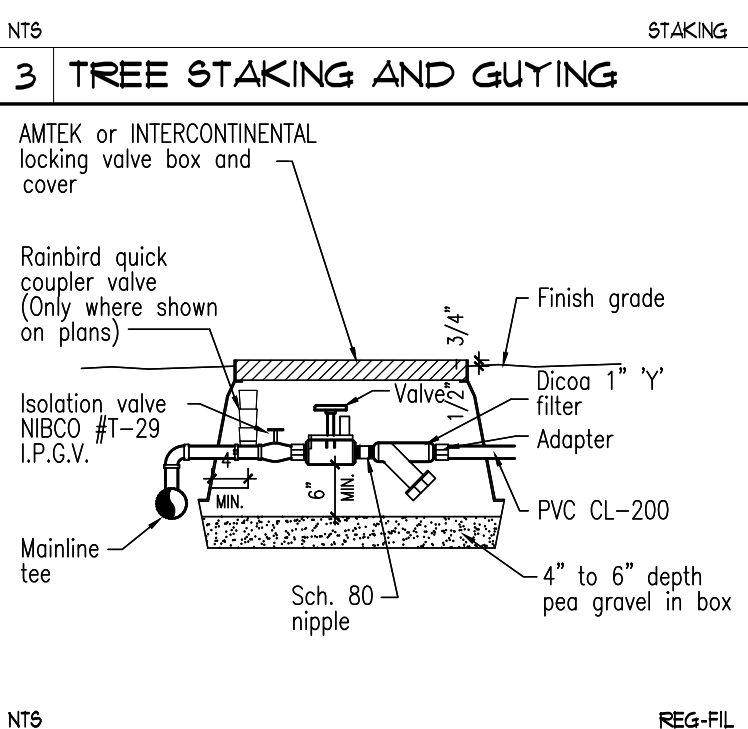 NTS
STAKING
3
TREE STAKING AND GUYING
AMTEK or INTERCONTINENTAL
locking valve box and
cover
Rainbird quick
coupler valve
(Only where shown
on plans)
3/4"
Finish grade
1/2"
Valve
Dicoa 1" 'Y'
filter
Isolation valve
NIBCO #T-29
I.P.G.V.
Adapter
4"
MIN.
6"
MIN.
PVC CL-200
Mainline
tee
Sch. 80
nipple
4" to 6" depth
pea gravel in box
NTS
REG-FIL